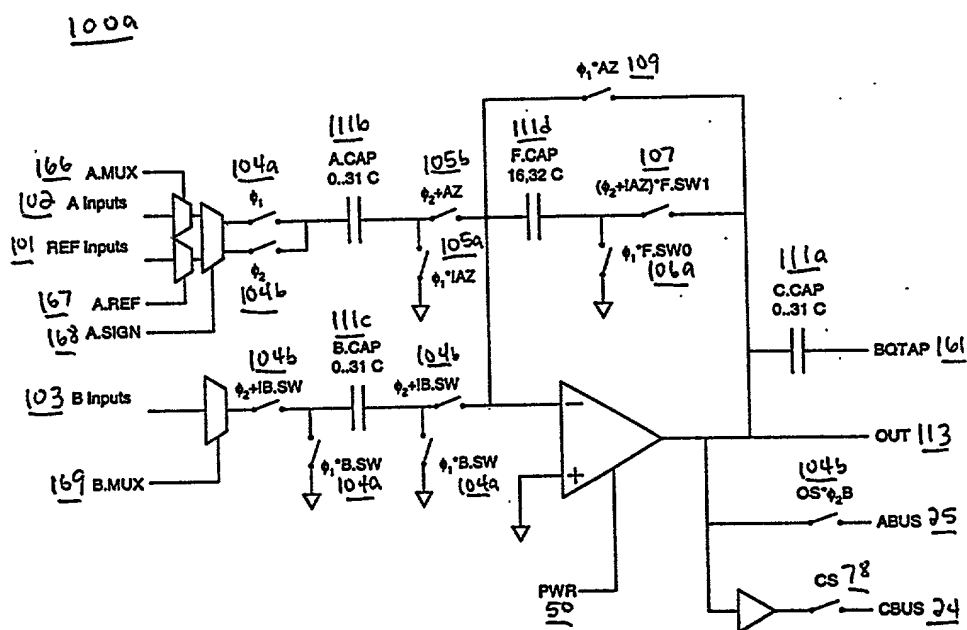 100a
ϕ₁*AZ 109
111b
A.CAP
0..31 C
111d
F.CAP
16,32 C
107
(ϕ₂+!AZ)*F.SW1
166 A.MUX
104a
ϕ₁
105b
ϕ₂+AZ
102 A Inputs
101 REF Inputs
ϕ₂
104b
105a
ϕ₁*!AZ
ϕ₁*F.SW0
106a
111a
C.CAP
0..31 C
167 A.REF
168 A.SIGN
BQTAP 161
111c
B.CAP
0..31 C
104b
ϕ₂+!B.SW
104b
ϕ₂+!B.SW
103 B Inputs
ϕ₁*B.SW
104a
ϕ₁*B.SW
104a
169 B.MUX
−
+
OUT 113
104b
OS*ϕ₂B
ABUS 25
PWR
50
CS 78
CBUS 24